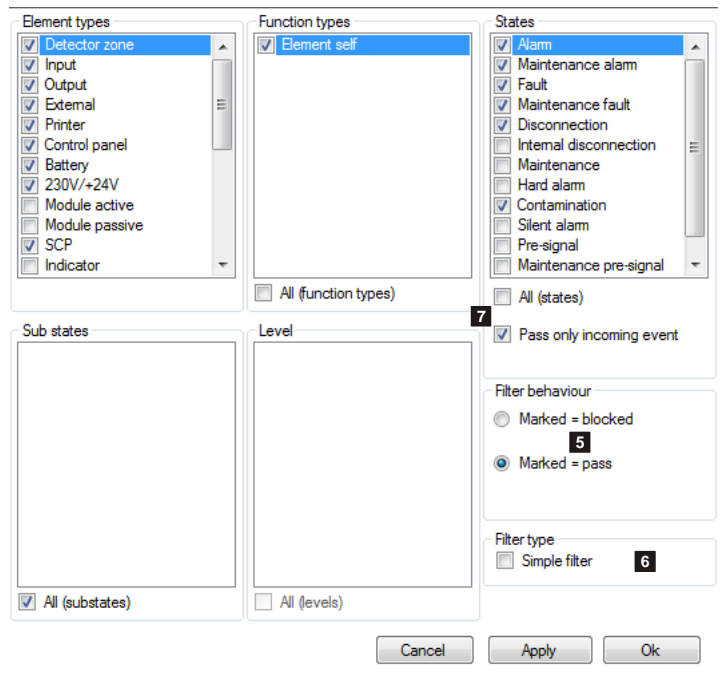 Element types
Detector zone
Input
Output
External
Printer
Control panel
Battery
230V/+24V
Module active
Module passive
SCP
Indicator
Function types
Element self
All (function types)
States
Alarm
Maintenance alarm
Fault
Maintenance fault
Disconnection
Internal disconnection
Maintenance
Hard alarm
Contamination
Silent alarm
Pre-signal
Maintenance pre-signal
All (states)
7
Pass only incoming event
Sub states
All (substates)
Level
All (levels)
Filter behaviour
Marked = blocked
5
Marked = pass
Filter type
Simple filter 6
Cancel Apply Ok